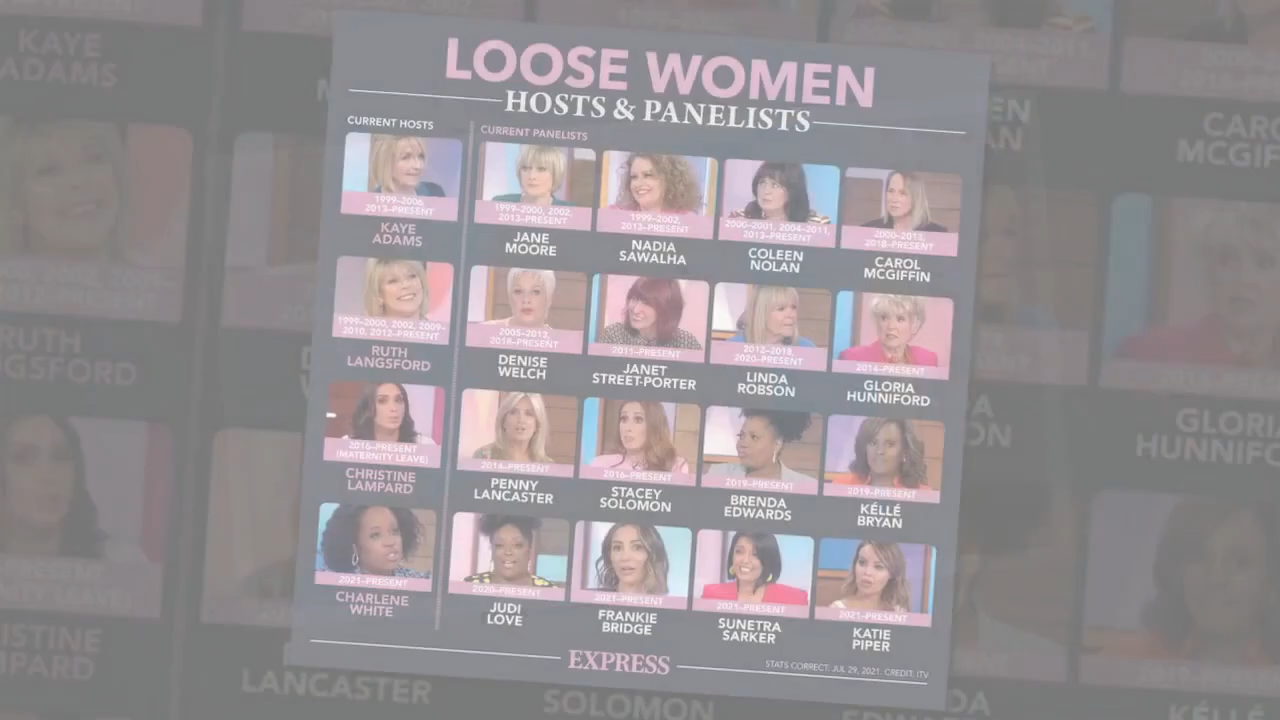 LOOSE WOMEN
HOSTS & PANELISTS
CURRENT HOSTS
CURRENT PANELISTS
1999–2006,
2013–PRESENT
KAYE
ADAMS
1999–2000, 2002,
2013–PRESENT
JANE
MOORE
1999–2002,
2013–PRESENT
NADIA
SAWALHA
2000–2001, 2004–2011,
2013–PRESENT
COLEEN
NOLAN
2000–2013,
2018–PRESENT
CAROL
MCGIFFIN
1999–2000, 2002, 2009-
2010, 2012–PRESENT
RUTH
LANGSFORD
2005–2013,
2018–PRESENT
DENISE
WELCH
2011–PRESENT
JANET
STREET-PORTER
2012–2018,
2020–PRESENT
LINDA
ROBSON
2014–PRESENT
GLORIA
HUNNIFORD
2016–PRESENT
(MATERNITY LEAVE)
CHRISTINE
LAMPARD
2014–PRESENT
PENNY
LANCASTER
2016–PRESENT
STACEY
SOLOMON
2019–PRESENT
BRENDA
EDWARDS
2019–PRESENT
KÉLLÉ
BRYAN
2021–PRESENT
CHARLENE
WHITE
2020–PRESENT
JUDI
LOVE
2021–PRESENT
FRANKIE
BRIDGE
2021–PRESENT
SUNETRA
SARKER
2021–PRESENT
KATIE
PIPER
EXPRESS
STATS CORRECT: JUL 29, 2021. CREDIT: ITV
KAYE
ADAMS
GLORIA
HUNNIFO
LANCASTER
SOLOMON